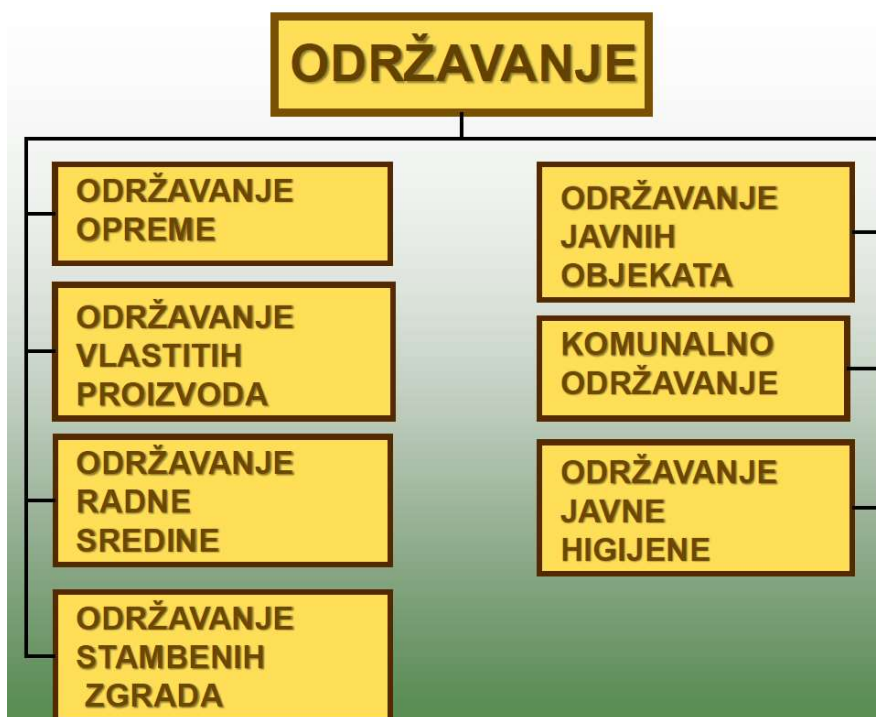 ODRŽAVANJE
ODRŽAVANJE
OPREME
ODRŽAVANJE
VLASTITIH
PROIZVODA
ODRŽAVANJE
RADNE
SREDINE
ODRŽAVANJE
STAMBENIH
ZGRADA
ODRŽAVANJE
JAVNIH
OBJEKATA
KOMUNALNO
ODRŽAVANJE
ODRŽAVANJE
JAVNE
HIGIJENE